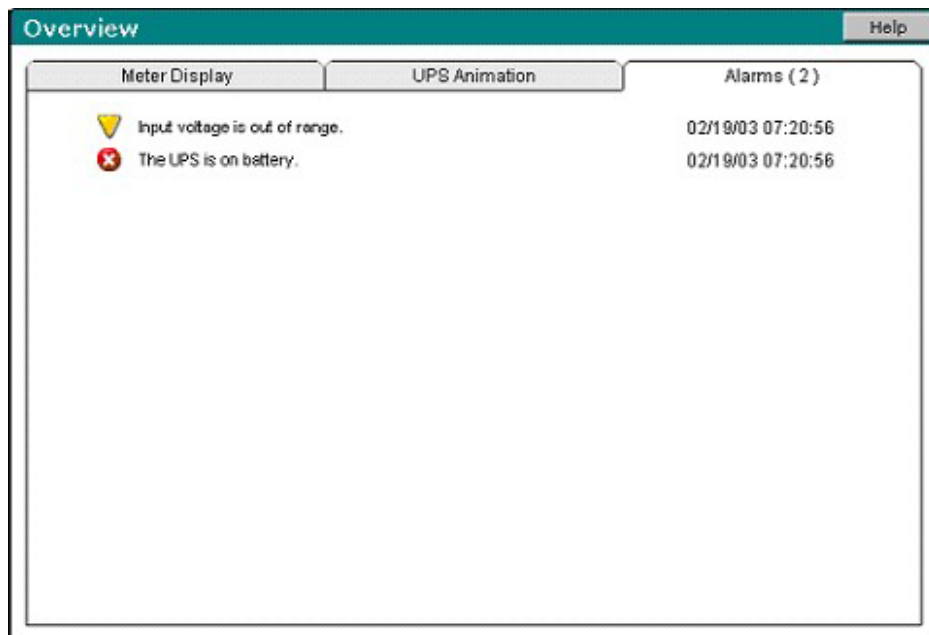 Overview
Help
Meter Display
UPS Animation
Alarms ( 2 )
Input voltage is out of range. 02/19/03 07:20:56
The UPS is on battery. 02/19/03 07:20:56